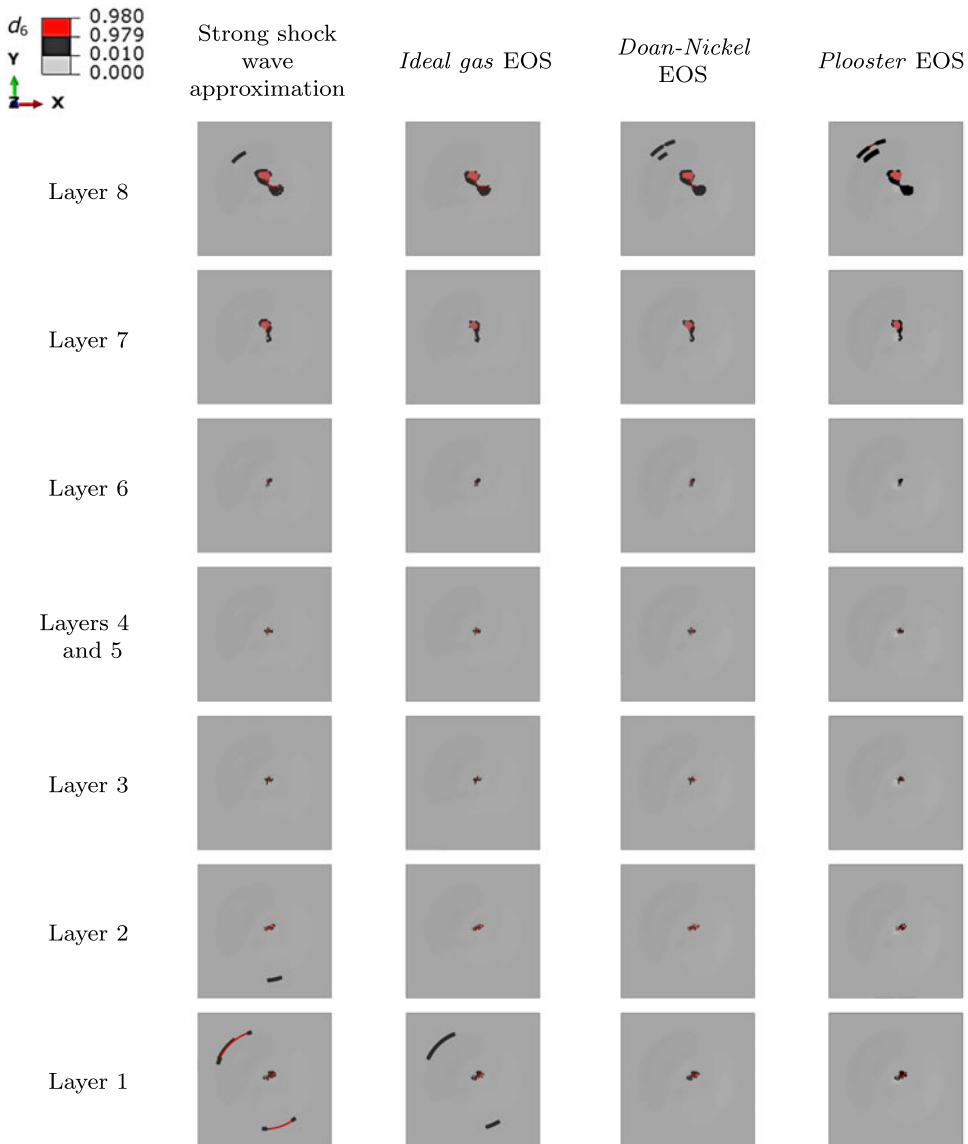 d6
0.980
0.979
0.010
0.000
Y
Z
X
Strong shock
wave
approximation
Ideal gas EOS
Doan-Nickel
EOS
Plooster EOS
Layer 8
Layer 7
Layer 6
Layers 4
and 5
Layer 3
Layer 2
Layer 1